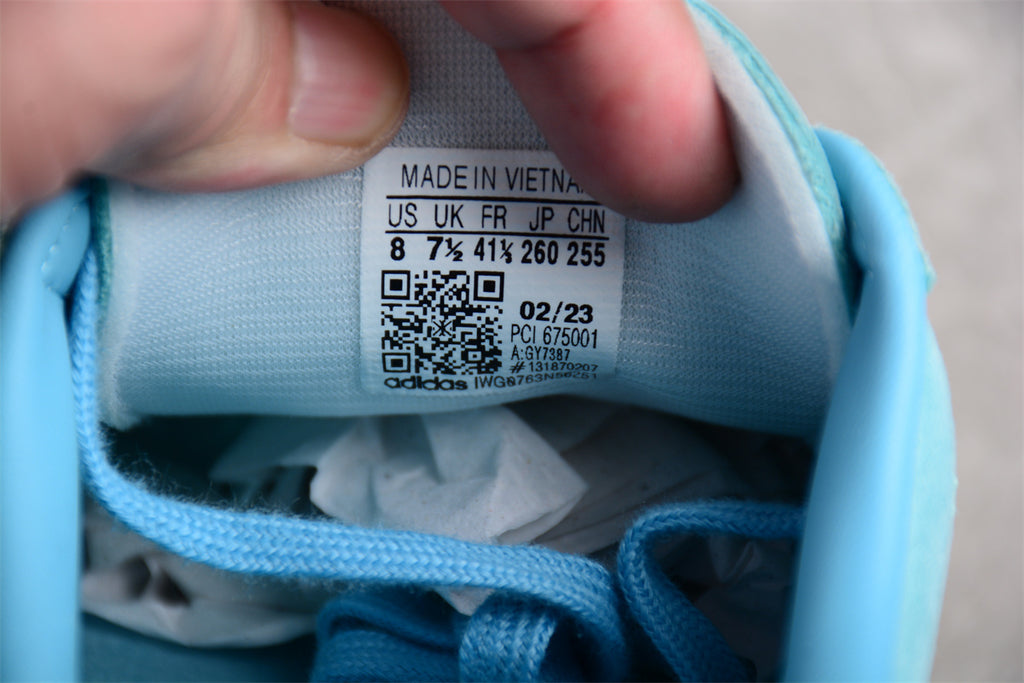 MADE IN VIETNA
US UK FR JP CHN
8 7½ 41⅓ 260 255
02/23
PCI 675001
A:GY7387
#131870207
adidas